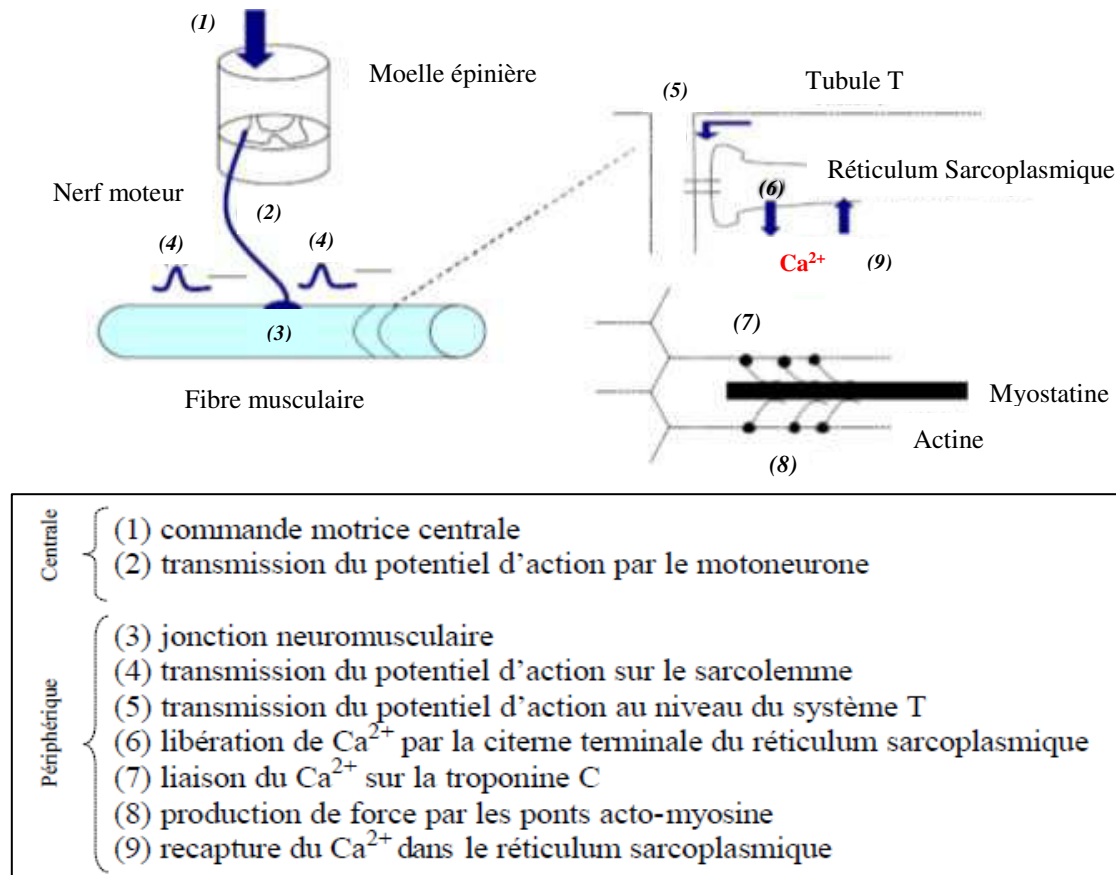 (1)
Moelle épinière
Nerf moteur
(2)
(4)
(4)
(3)
Fibre musculaire
(5)
Tubule T
Réticulum Sarcoplasmique
(6)
Ca²⁺
(9)
(7)
Myostatine
Actine
(8)
Centrale
(1) commande motrice centrale
(2) transmission du potentiel d'action par le motoneurone
Périphérique
(3) jonction neuromusculaire
(4) transmission du potentiel d'action sur le sarcolemme
(5) transmission du potentiel d'action au niveau du système T
(6) libération de Ca²⁺ par la citerne terminale du réticulum sarcoplasmique
(7) liaison du Ca²⁺ sur la troponine C
(8) production de force par les ponts acto-myosine
(9) recapture du Ca²⁺ dans le réticulum sarcoplasmique